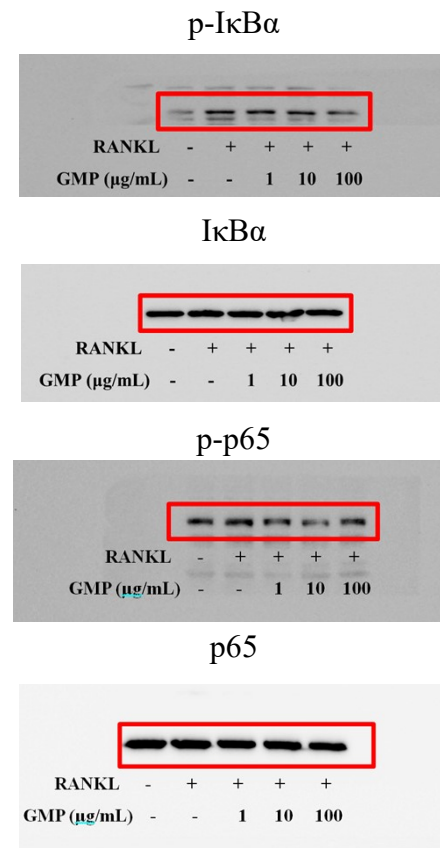 p-IκBα
RANKL - + + + +
GMP (μg/mL) - - 1 10 100
IκBα
RANKL - + + + +
GMP (μg/mL) - - 1 10 100
p-p65
RANKL - + + + +
GMP (μg/mL) - - 1 10 100
p65
RANKL - + + + +
GMP (μg/mL) - - 1 10 100